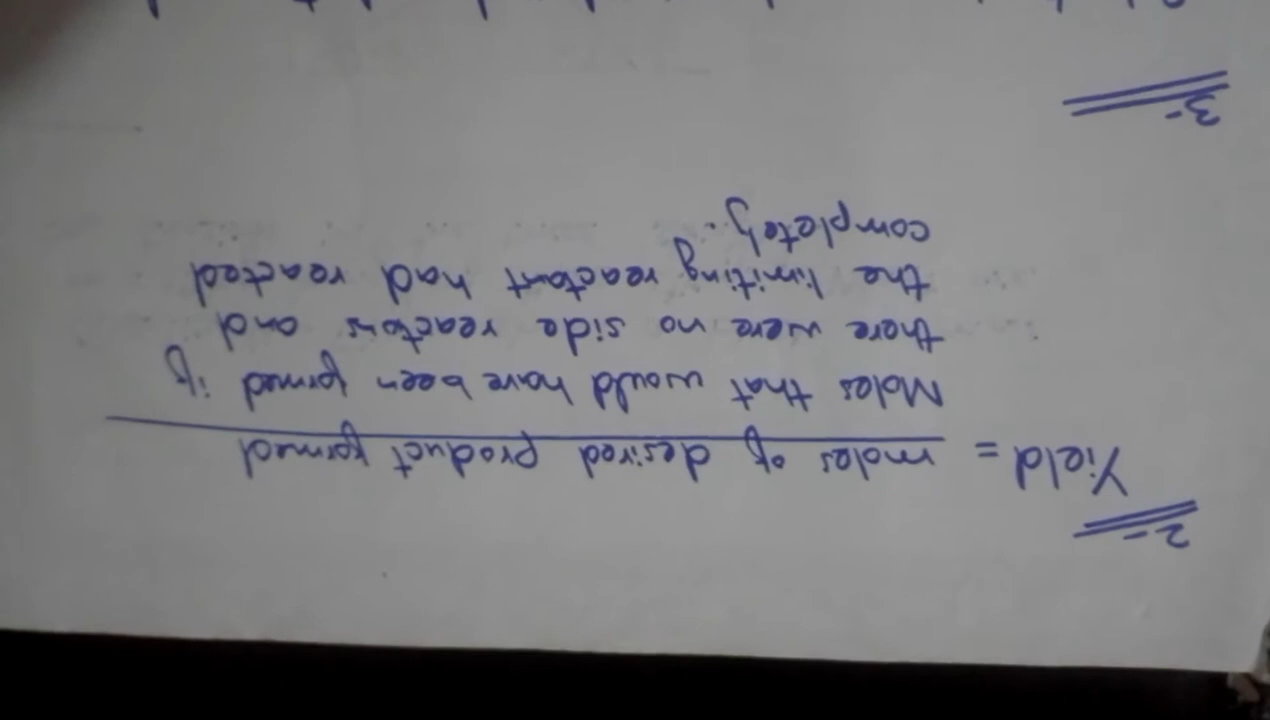 2-
Yield = moles of desired product formed
Moles that would have been formed if
there were no side reactions and
the limiting reactant had reacted
completely.
3-